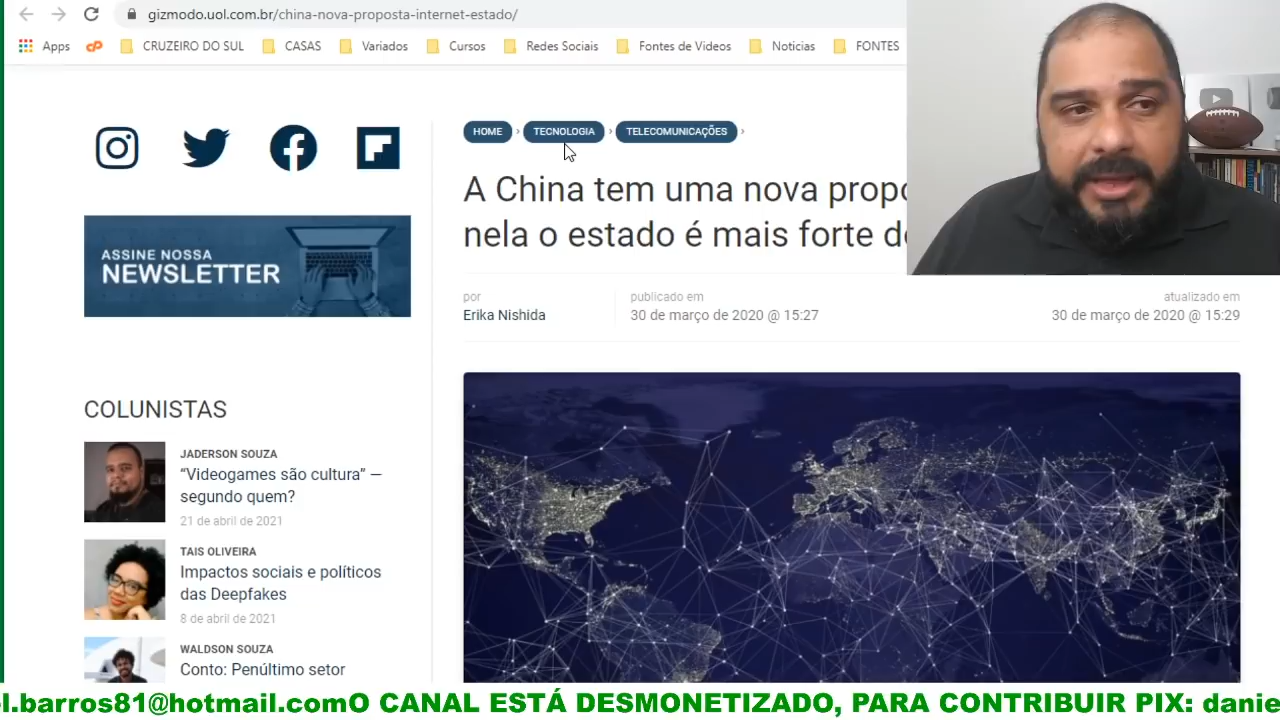 gizmodo.uol.com.br/china-nova-proposta-internet-estado/
Apps
CRUZEIRO DO SUL
CASAS
Variados
Cursos
Redes Sociais
Fontes de Videos
Noticias
FONTES
HOME
TECNOLOGIA
TELECOMUNICAÇÕES
A China tem uma nova propo
nela o estado é mais forte d
por
Erika Nishida
publicado em
30 de março de 2020 @ 15:27
atualizado em
30 de março de 2020 @ 15:29
ASSINE NOSSA
NEWSLETTER
COLUNISTAS
JADERSON SOUZA
“Videogames são cultura” —
segundo quem?
21 de abril de 2021
TAIS OLIVEIRA
Impactos sociais e políticos
das Deepfakes
8 de abril de 2021
WALDSON SOUZA
Conto: Penúltimo setor
l.barros81@hotmail.comO CANAL ESTÁ DESMONETIZADO, PARA CONTRIBUIR PIX: danie